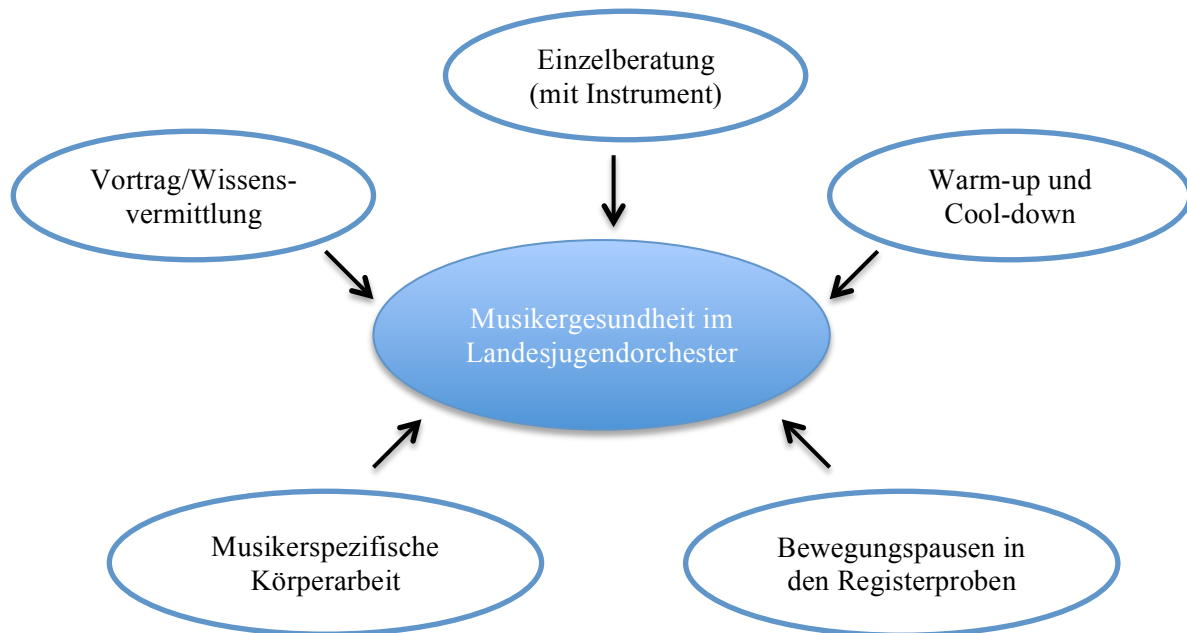 Einzelberatung
(mit Instrument)
Vortrag/Wissens-
vermittlung
Warm-up und
Cool-down
Musikergesundheit im
Landesjugendorchester
Musikerspezifische
Körperarbeit
Bewegungspausen in
den Registerproben